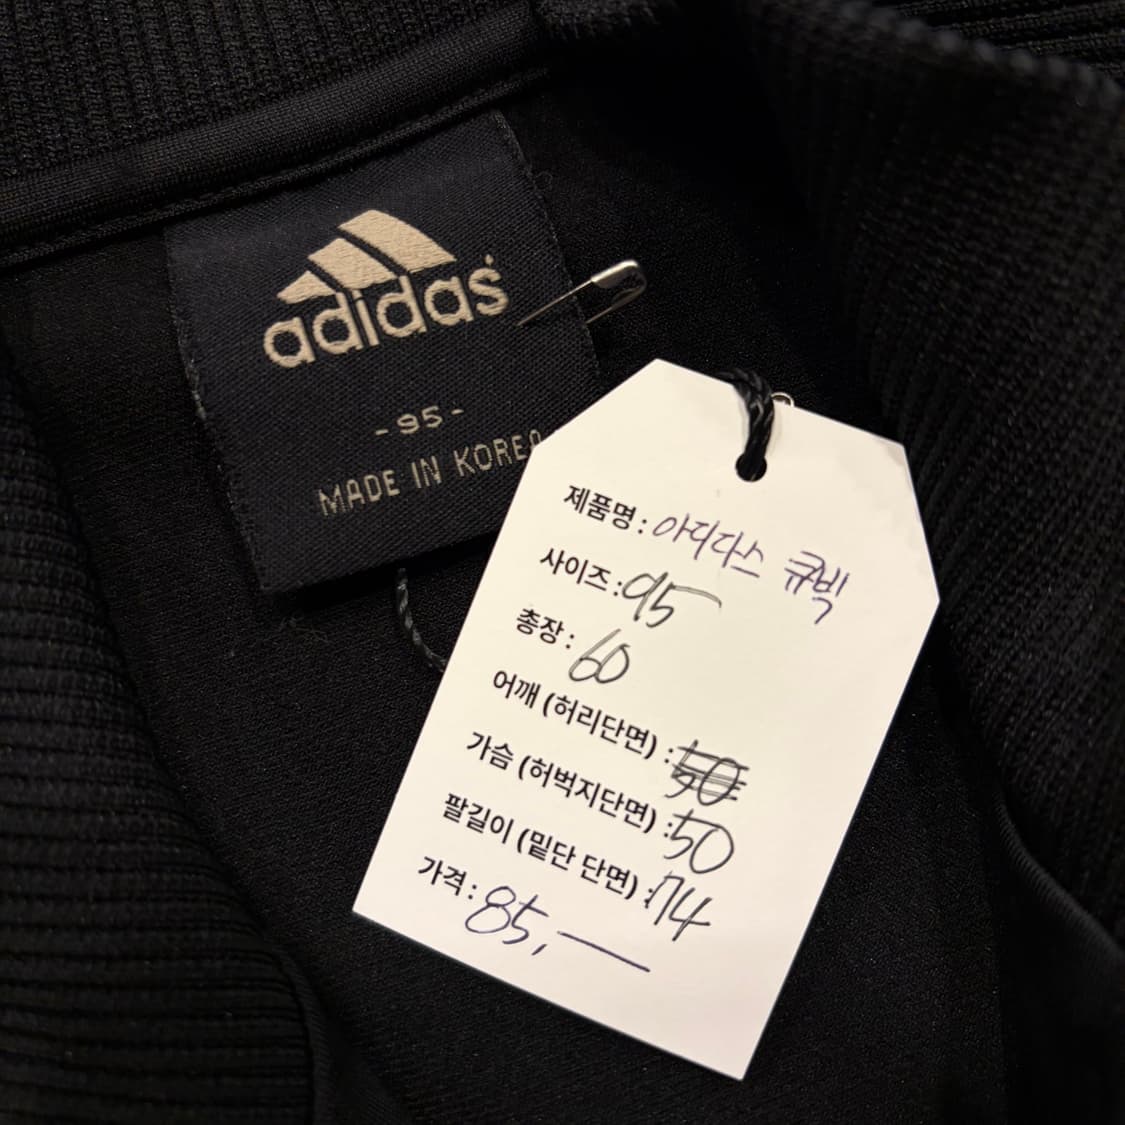 adidas
-95-
MADE IN KOREA
제품명 : 아디다스 큐빅
사이즈 : 95
총장 : 60
어깨 (허리단면) : 50
가슴 (허벅지단면) : 50
팔길이 (밑단 단면) : 74
가격 : 85,—